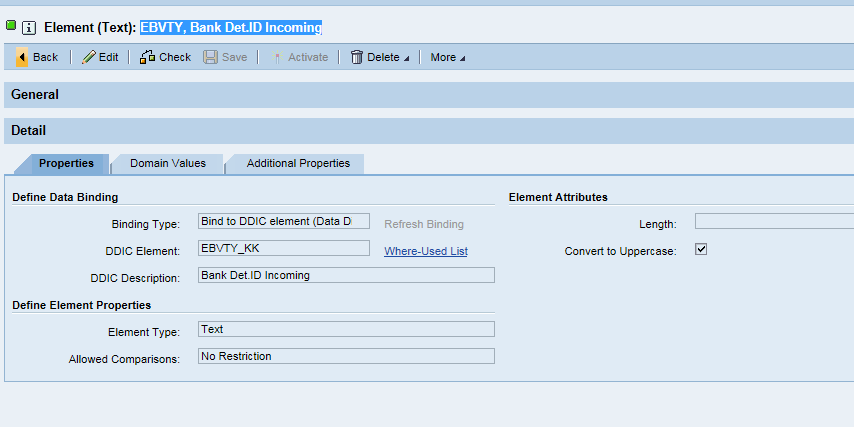 Element (Text): EBVTY, Bank Det.ID Incoming
Back Edit Check Save Activate Delete More
General
Detail
Properties Domain Values Additional Properties
Define Data Binding Element Attributes
Binding Type: Bind to DDIC element (Data D Refresh Binding Length:
DDIC Element: EBVTY_KK Where-Used List Convert to Uppercase:
DDIC Description: Bank Det.ID Incoming
Define Element Properties
Element Type: Text
Allowed Comparisons: No Restriction